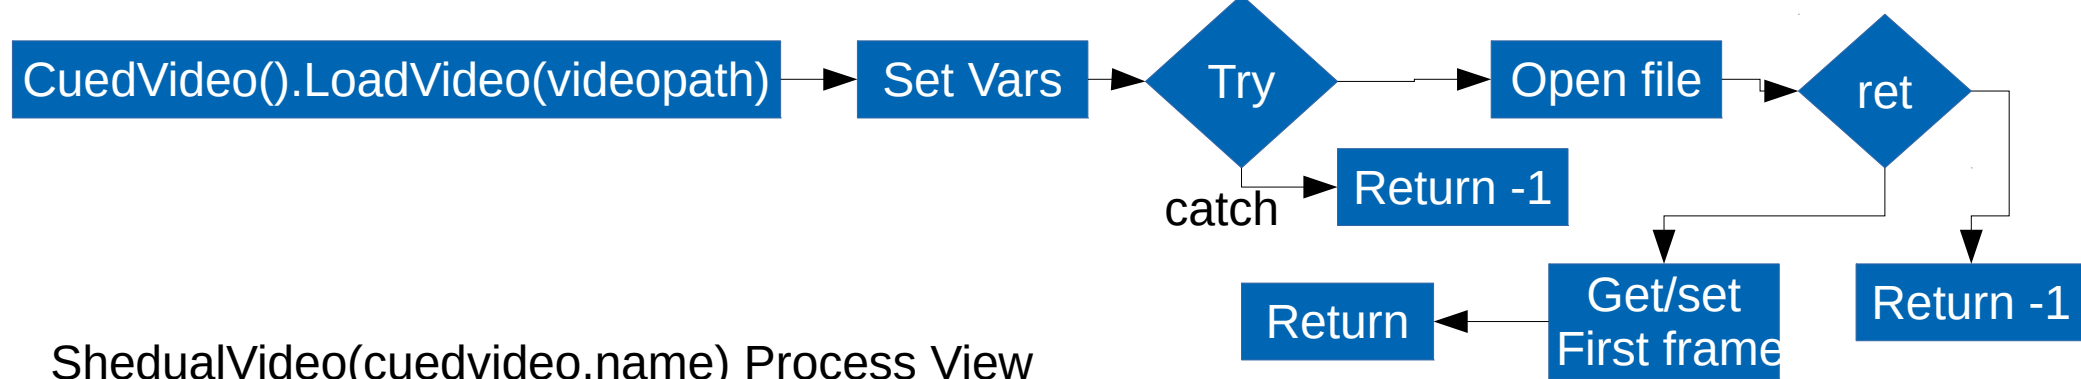 CuedVideo().LoadVideo(videopath)
Set Vars
Try
Open file
ret
catch
Return -1
Return
Get/set
First frame
Return -1
ShedualVideo(cuedvideo.name) Process View